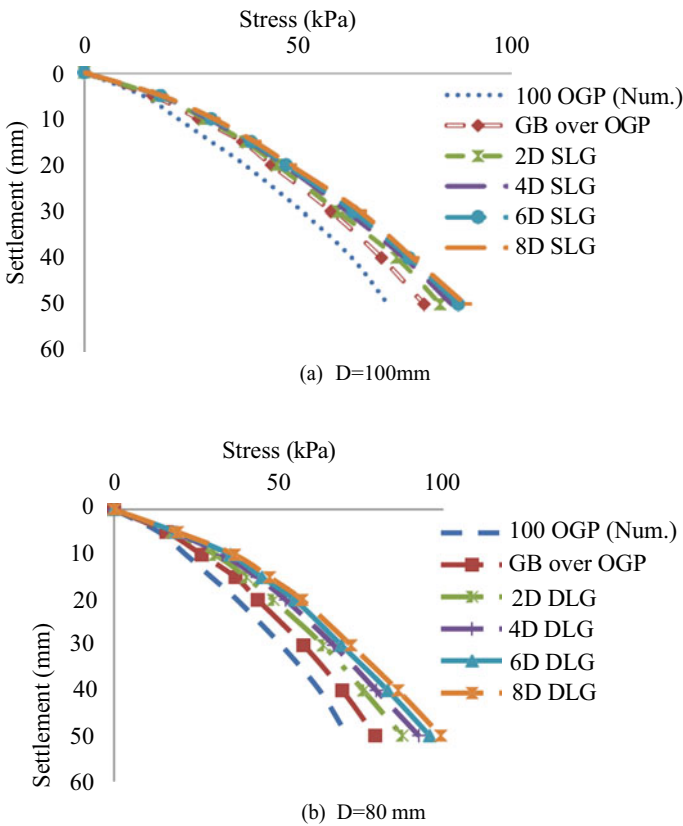 Stress (kPa)
0 50 100
0
10
20
30
40
50
60
Settlement (mm)
100 OGP (Num.)
GB over OGP
2D SLG
4D SLG
6D SLG
8D SLG
(a) D=100mm
Stress (kPa)
0 50 100
0
10
20
30
40
50
60
Settlement (mm)
100 OGP (Num.)
GB over OGP
2D DLG
4D DLG
6D DLG
8D DLG
(b) D=80 mm